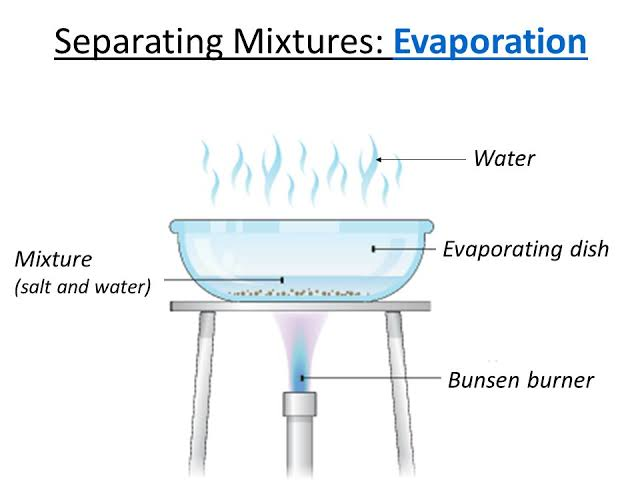 Separating Mixtures: Evaporation
Water
Evaporating dish
Mixture
(salt and water)
Bunsen burner